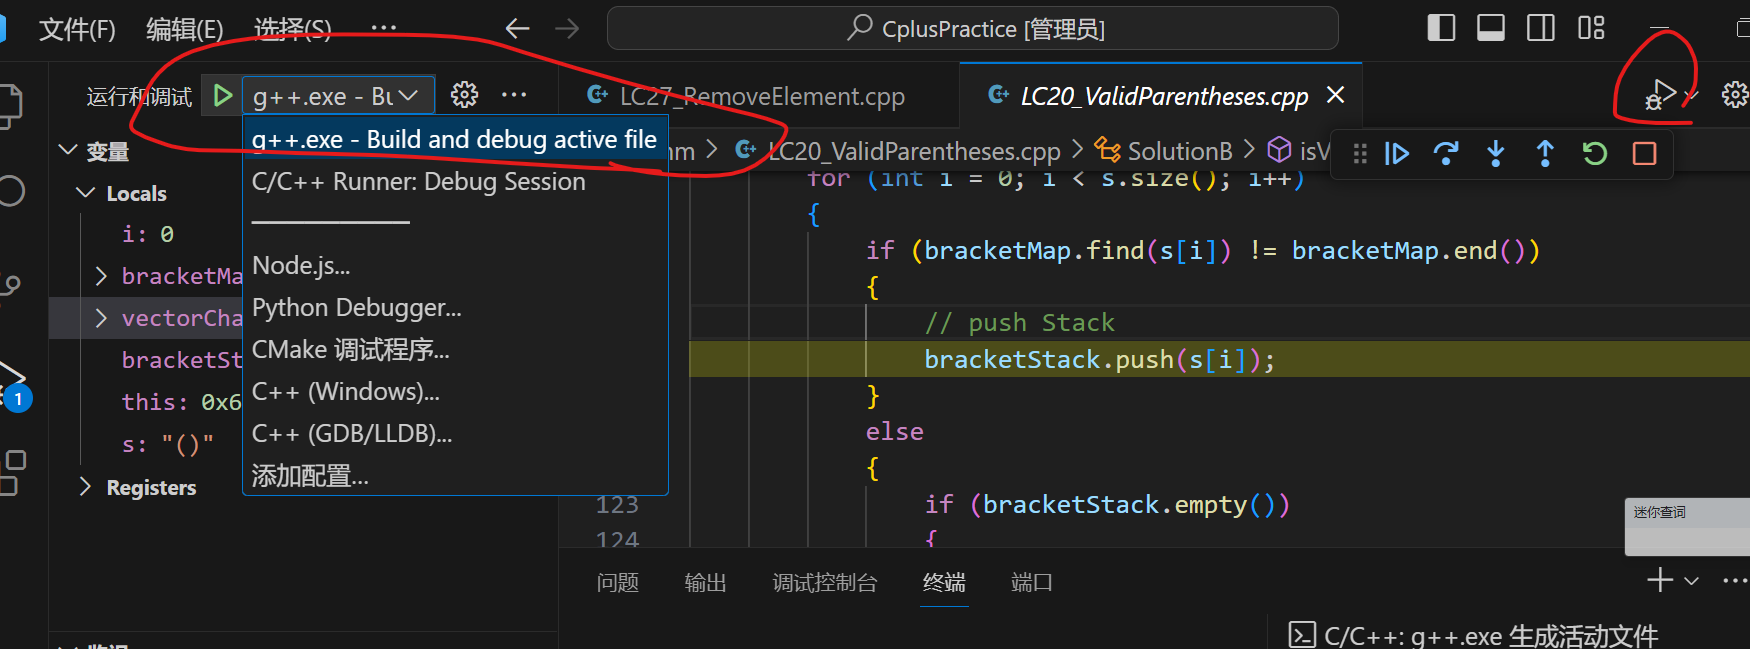 文件(F) 编辑(E) 选择(S) ··· CplusPractice [管理员]
运行和调试 g++.exe - Bu ··· LC27_RemoveElement.cpp LC20_ValidParentheses.cpp
g++.exe - Build and debug active file
C/C++ Runner: Debug Session
Node.js...
Python Debugger...
CMake 调试程序...
C++ (Windows)...
C++ (GDB/LLDB)...
添加配置...
变量
Locals
i: 0
bracketMa
vectorCha
bracketSt
this: 0x6
s: "()"
Registers
1
hm > LC20_ValidParentheses.cpp > SolutionB > isV
for (int i = 0; i < s.size(); i++)
{
if (bracketMap.find(s[i]) != bracketMap.end())
{
// push Stack
bracketStack.push(s[i]);
}
else
{
123 if (bracketStack.empty())
124 {
迷你查词
问题 输出 调试控制台 终端 端口
C/C++: g++.exe 生成活动文件